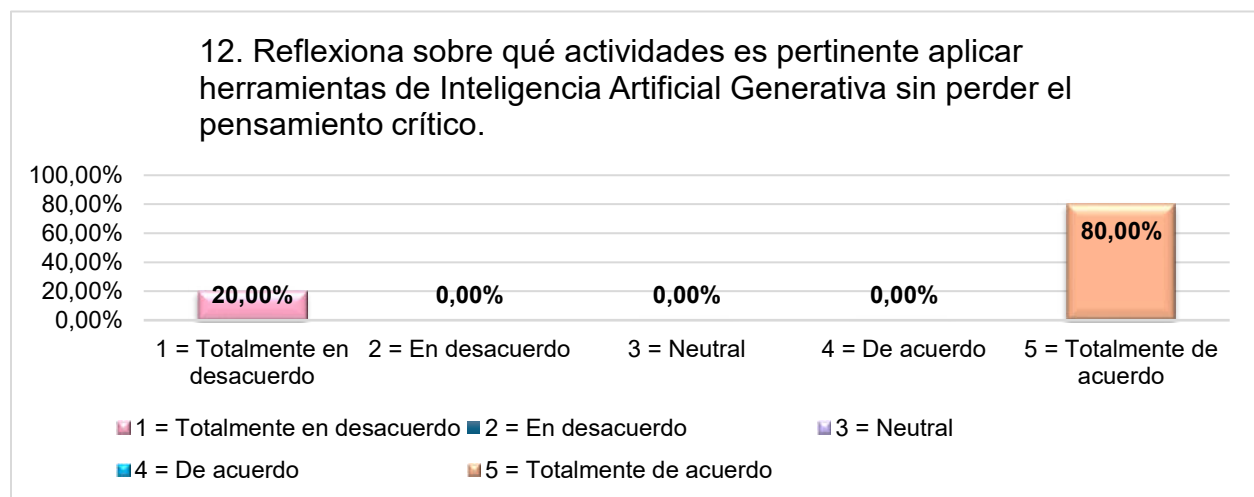 12. Reflexiona sobre qué actividades es pertinente aplicar
herramientas de Inteligencia Artificial Generativa sin perder el
pensamiento crítico.
100,00%
80,00%
60,00%
40,00%
20,00%
0,00%
20,00%
0,00%
0,00%
0,00%
80,00%
1 = Totalmente en
desacuerdo
2 = En desacuerdo
3 = Neutral
4 = De acuerdo
5 = Totalmente de
acuerdo
1 = Totalmente en desacuerdo
2 = En desacuerdo
3 = Neutral
4 = De acuerdo
5 = Totalmente de acuerdo